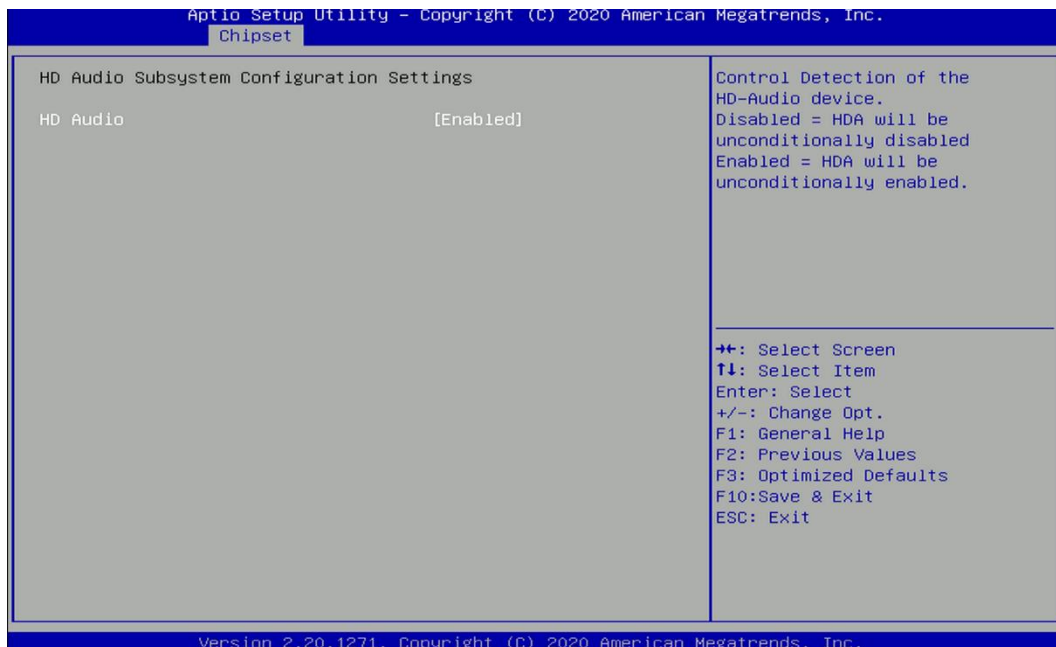 Aptio Setup Utility – Copyright (C) 2020 American Megatrends, Inc.
Chipset
HD Audio Subsystem Configuration Settings
HD Audio [Enabled]
Control Detection of the
HD-Audio device.
Disabled = HDA will be
unconditionally disabled
Enabled = HDA will be
unconditionally enabled.
→←: Select Screen
↑↓: Select Item
Enter: Select
+/-: Change Opt.
F1: General Help
F2: Previous Values
F3: Optimized Defaults
F10:Save & Exit
ESC: Exit
Version 2.20.1271. Copyright (C) 2020 American Megatrends, Inc.